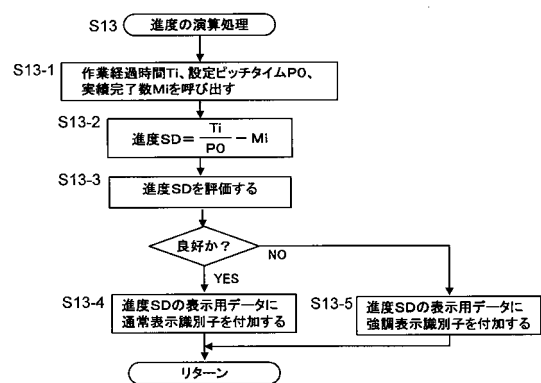 S13
進度の演算処理
S13-1
作業経過時間Ti、設定ピッチタイムP0、
実績完了数Miを呼び出す
S13-2
進度SD= Ti/P0 − Mi
S13-3
進度SDを評価する
良好か?
NO
YES
S13-4
進度SDの表示用データに
通常表示識別子を付加する
S13-5
進度SDの表示用データに
強調表示識別子を付加する
リターン